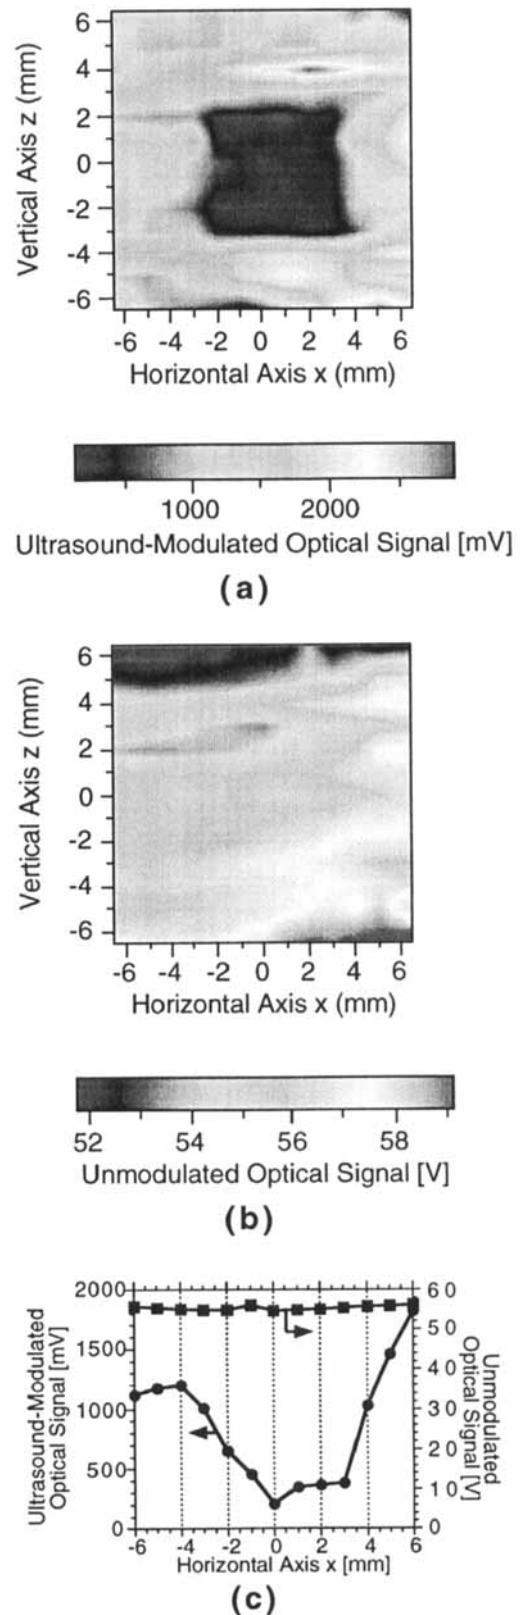 6
4
2
0
-2
-4
-6
Vertical Axis z (mm)
-6 -4 -2 0 2 4 6
Horizontal Axis x (mm)
1000 2000
Ultrasound-Modulated Optical Signal [mV]
(a)
6
4
2
0
-2
-4
-6
Vertical Axis z (mm)
-6 -4 -2 0 2 4 6
Horizontal Axis x (mm)
52 54 56 58
Unmodulated Optical Signal [V]
(b)
Ultrasound-Modulated
Optical Signal [mV]
2000
1500
1000
500
0
60
50
40
30
20
10
0
Unmodulated
Optical Signal [V]
-6 -4 -2 0 2 4 6
Horizontal Axis x [mm]
(c)